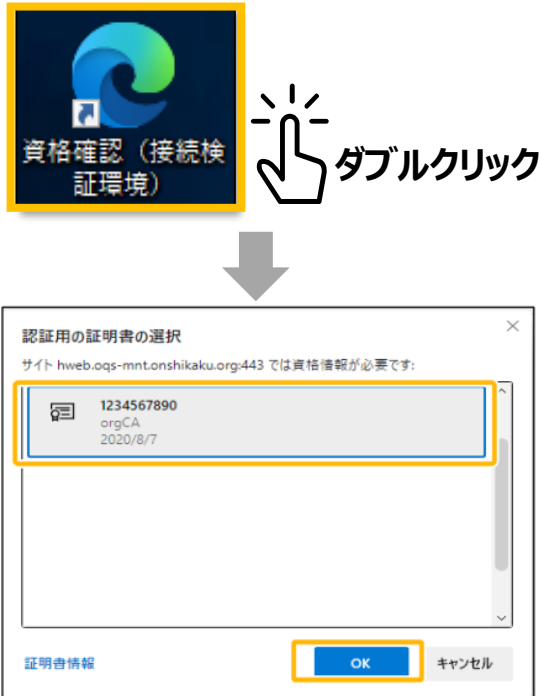 資格確認（接続検
証環境）
ダブルクリック
認証用の証明書の選択
サイト hweb.oqs-mnt.onshikaku.org:443 では資格情報が必要です:
1234567890
orgCA
2020/8/7
証明書情報
OK
キャンセル